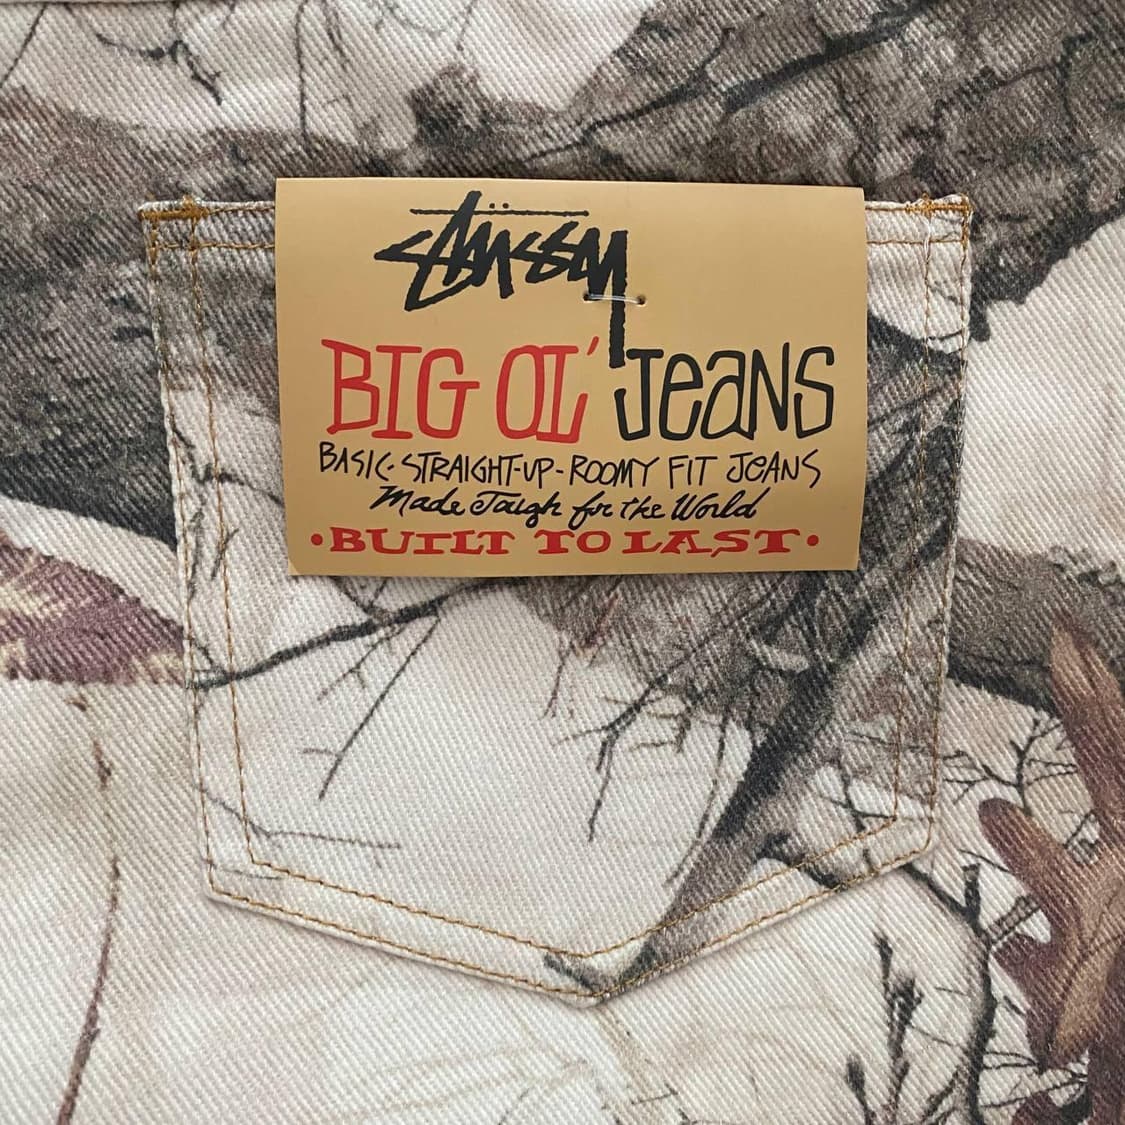 Stüssy
BIG OL' JEANS
BASIC-STRAIGHT-UP-ROOMY FIT JEANS
Made Tough for the World
•BUILT TO LAST•